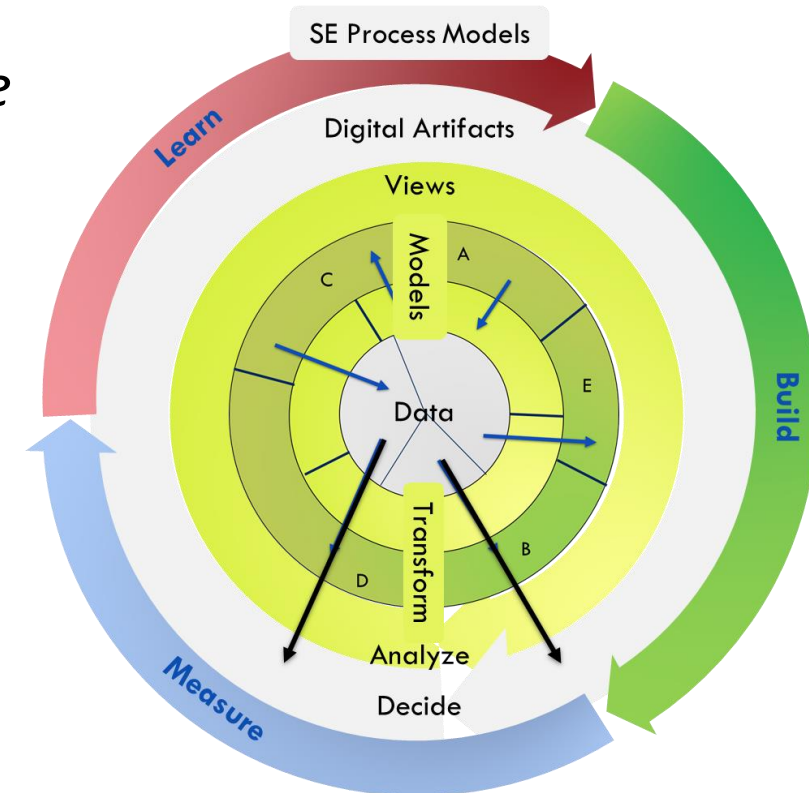 e
SE Process Models
Learn
Digital Artifacts
Views
Models
A
C
E
Build
Data
Transform
B
D
Analyze
Measure
Decide